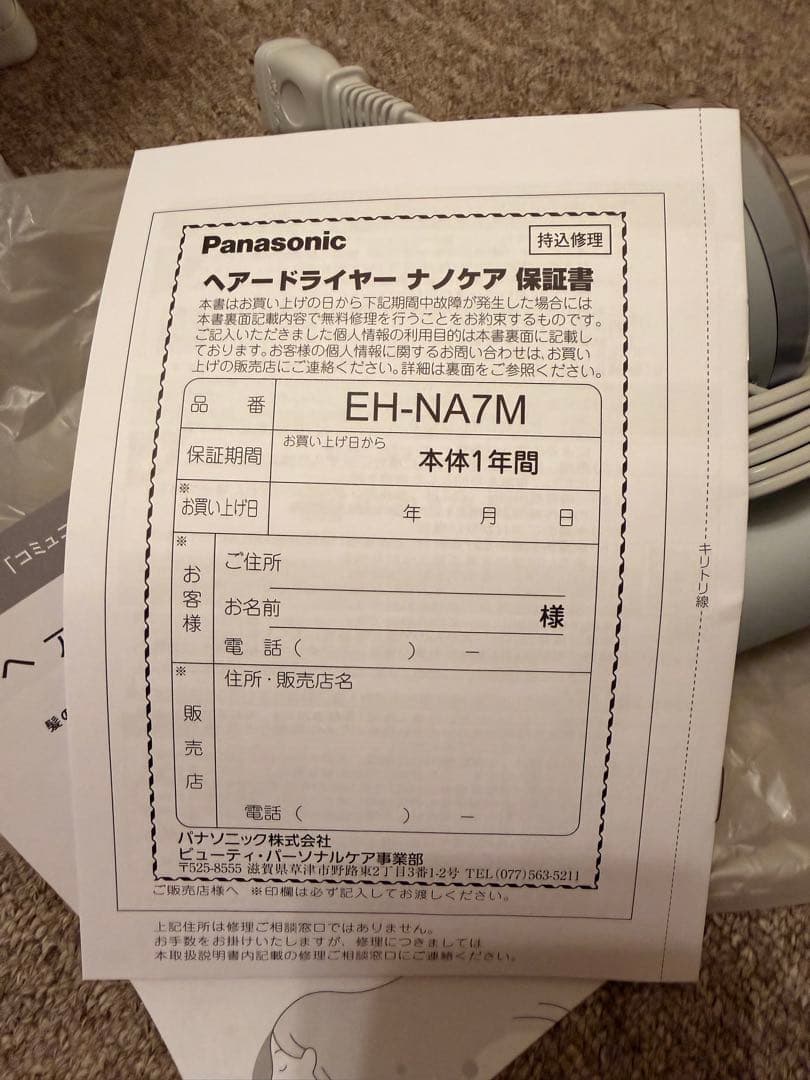 Panasonic
持込修理
ヘアードライヤー ナノケア 保証書
本書はお買い上げの日から下記期間中故障が発生した場合には
本書裏面記載内容で無料修理を行うことをお約束するものです。
ご記入いただきました個人情報の利用目的は本書裏面に記載し
ております。お客様の個人情報に関するお問い合わせは、お買い
上げの販売店にご連絡ください。詳細は裏面をご参照ください。
品 番 EH-NA7M
保証期間 お買い上げ日から 本体1年間
※お買い上げ日 年 月 日
※お客様
ご住所
お名前 様
電 話 ( ) ー
※販売店
住所・販売店名
電話 ( ) ー
パナソニック株式会社
ビューティ・パーソナルケア事業部
〒525-8555 滋賀県草津市野路東2丁目3番1-2号 TEL (077) 563-5211
ご販売店様へ ※印欄は必ず記入してお渡しください。
上記住所は修理ご相談窓口ではありません。
お手数をお掛けいたしますが、修理につきましては
本取扱説明書内記載の修理ご相談窓口にご連絡ください。
キリトリ線
「コミュニ
ヘア
髪の